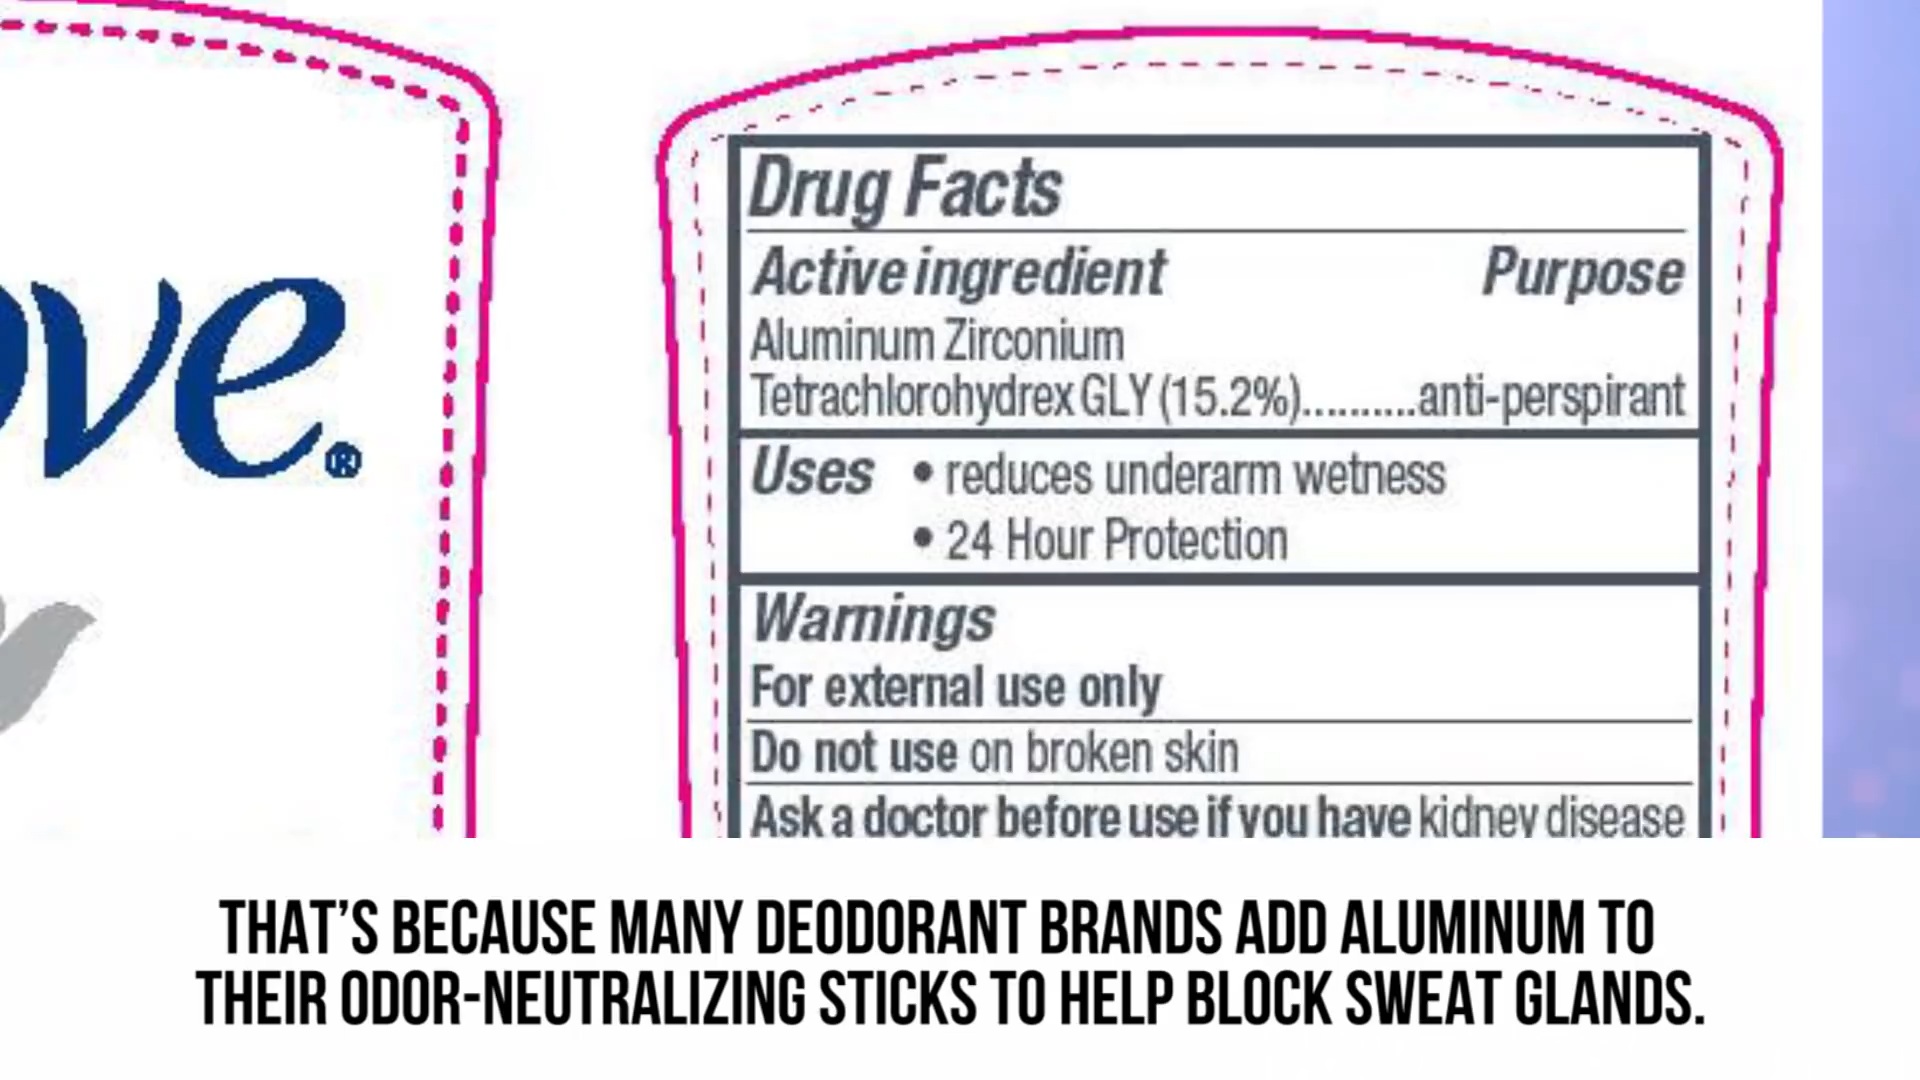 ove®
Drug Facts
Active ingredient Purpose
Aluminum Zirconium
Tetrachlorohydrex GLY (15.2%)..........anti-perspirant
Uses • reduces underarm wetness
• 24 Hour Protection
Warnings
For external use only
Do not use on broken skin
Ask a doctor before use if you have kidney disease
THAT'S BECAUSE MANY DEODORANT BRANDS ADD ALUMINUM TO
THEIR ODOR-NEUTRALIZING STICKS TO HELP BLOCK SWEAT GLANDS.